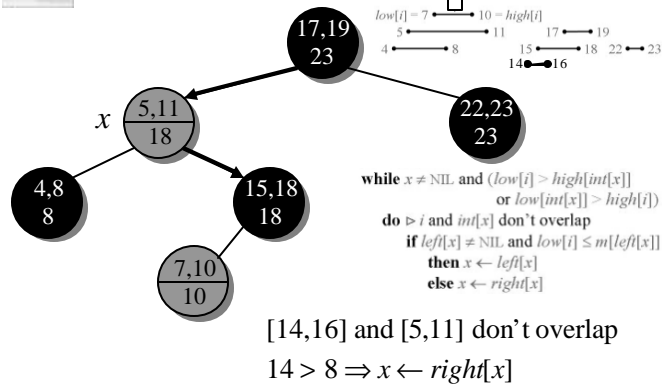 low[i] = 7 10 = high[i]
5 11
17 19
4 8
15 18
22 23
14 16
17,19
23
x
5,11
18
22,23
23
4,8
8
15,18
18
7,10
10
while x ≠ NIL and (low[i] > high[int[x]]
or low[int[x]] > high[i])
do ▷ i and int[x] don't overlap
if left[x] ≠ NIL and low[i] ≤ m[left[x]]
then x ← left[x]
else x ← right[x]
[14,16] and [5,11] don't overlap
14 > 8 ⇒ x ← right[x]